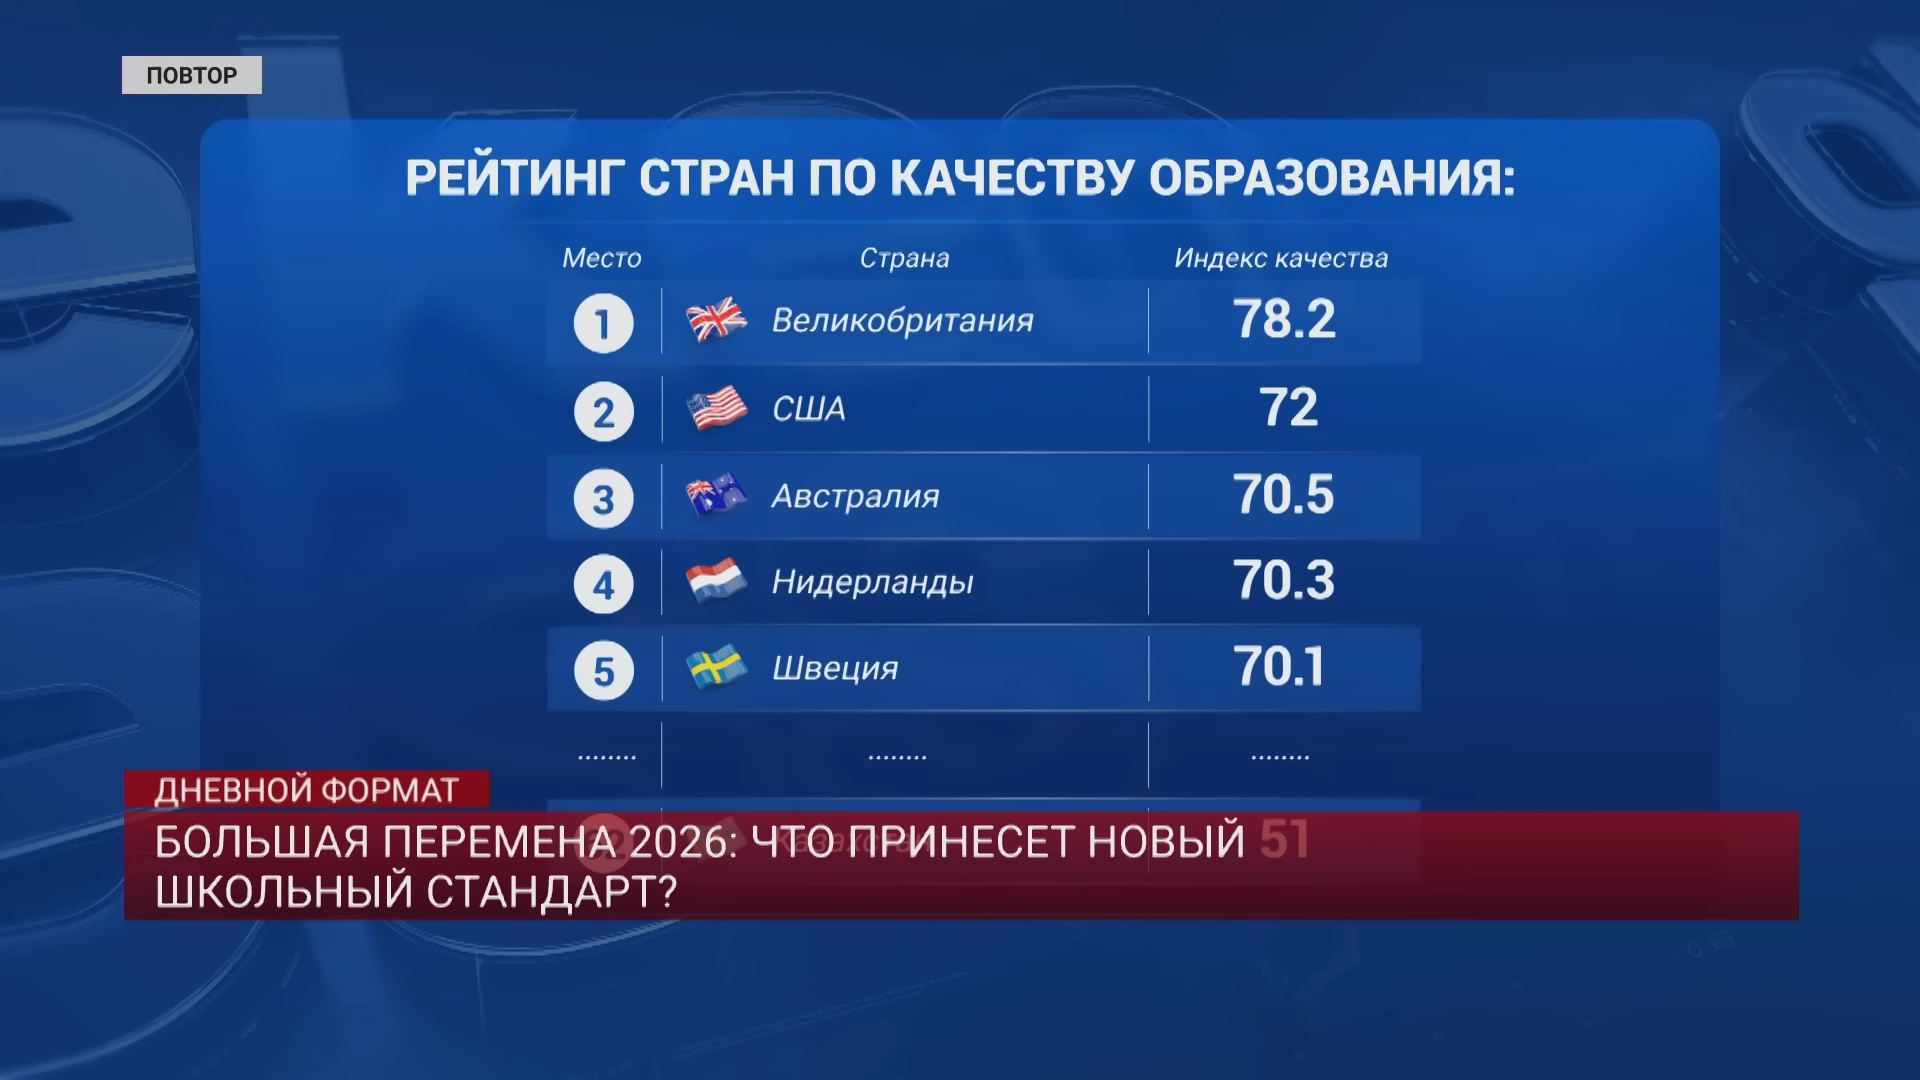 ПОВТОР
РЕЙТИНГ СТРАН ПО КАЧЕСТВУ ОБРАЗОВАНИЯ:
Место Страна Индекс качества
1 Великобритания 78.2
2 США 72
3 Австралия 70.5
4 Нидерланды 70.3
5 Швеция 70.1
........ ........ ........
Казахстан 51
ДНЕВНОЙ ФОРМАТ
БОЛЬШАЯ ПЕРЕМЕНА 2026: ЧТО ПРИНЕСЕТ НОВЫЙ
ШКОЛЬНЫЙ СТАНДАРТ?